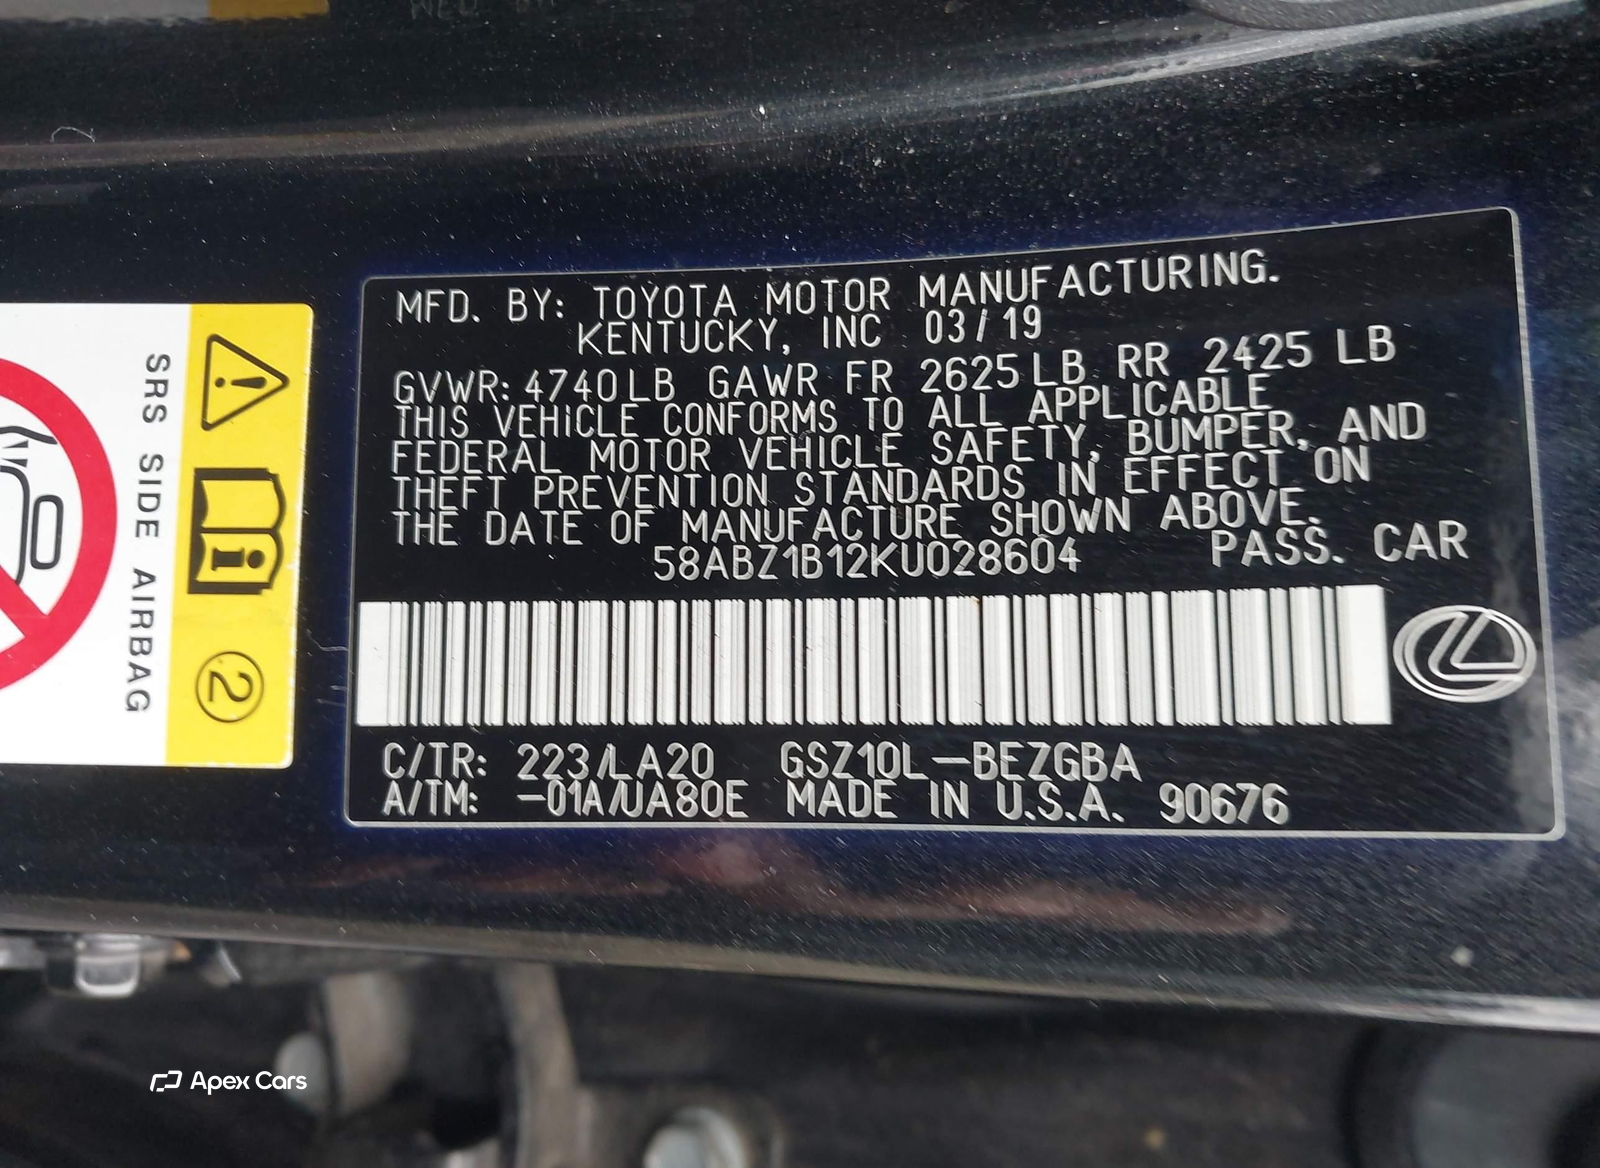 MFD. BY: TOYOTA MOTOR MANUFACTURING.
KENTUCKY, INC 03/19
GVWR: 4740LB GAWR FR 2625LB RR 2425 LB
THIS VEHICLE CONFORMS TO ALL APPLICABLE
FEDERAL MOTOR VEHICLE SAFETY, BUMPER, AND
THEFT PREVENTION STANDARDS IN EFFECT ON
THE DATE OF MANUFACTURE SHOWN ABOVE.
58ABZ1B12KU028604 PASS. CAR
C/TR: 223/LA20 GSZ10L-BEZGBA
A/TM: -01A/UA80E MADE IN U.S.A. 90676
SRS SIDE AIRBAG
2
Apex Cars